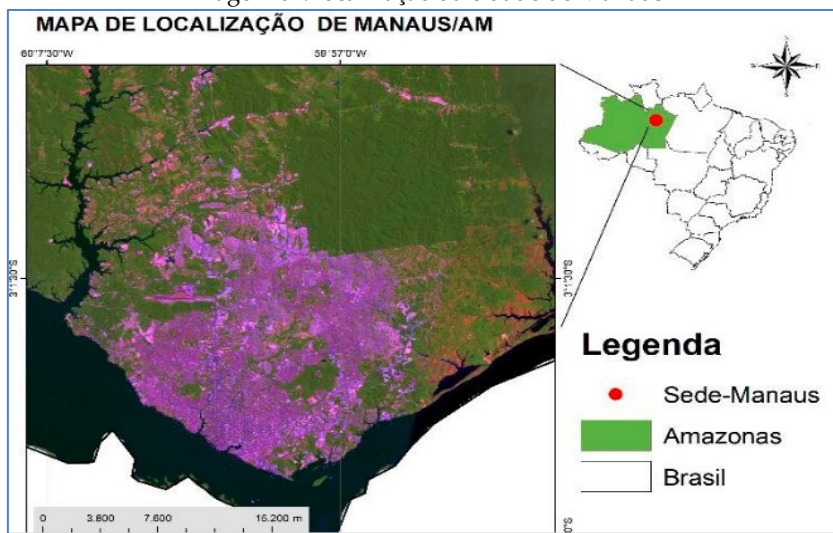 MAPA DE LOCALIZAÇÃO DE MANAUS/AM
60°7'30"W
59°57'0"W
3°1'30"S
3°1'30"S
Legenda
Sede-Manaus
Amazonas
Brasil
0 3.800 7.600 15.200 m
0°S